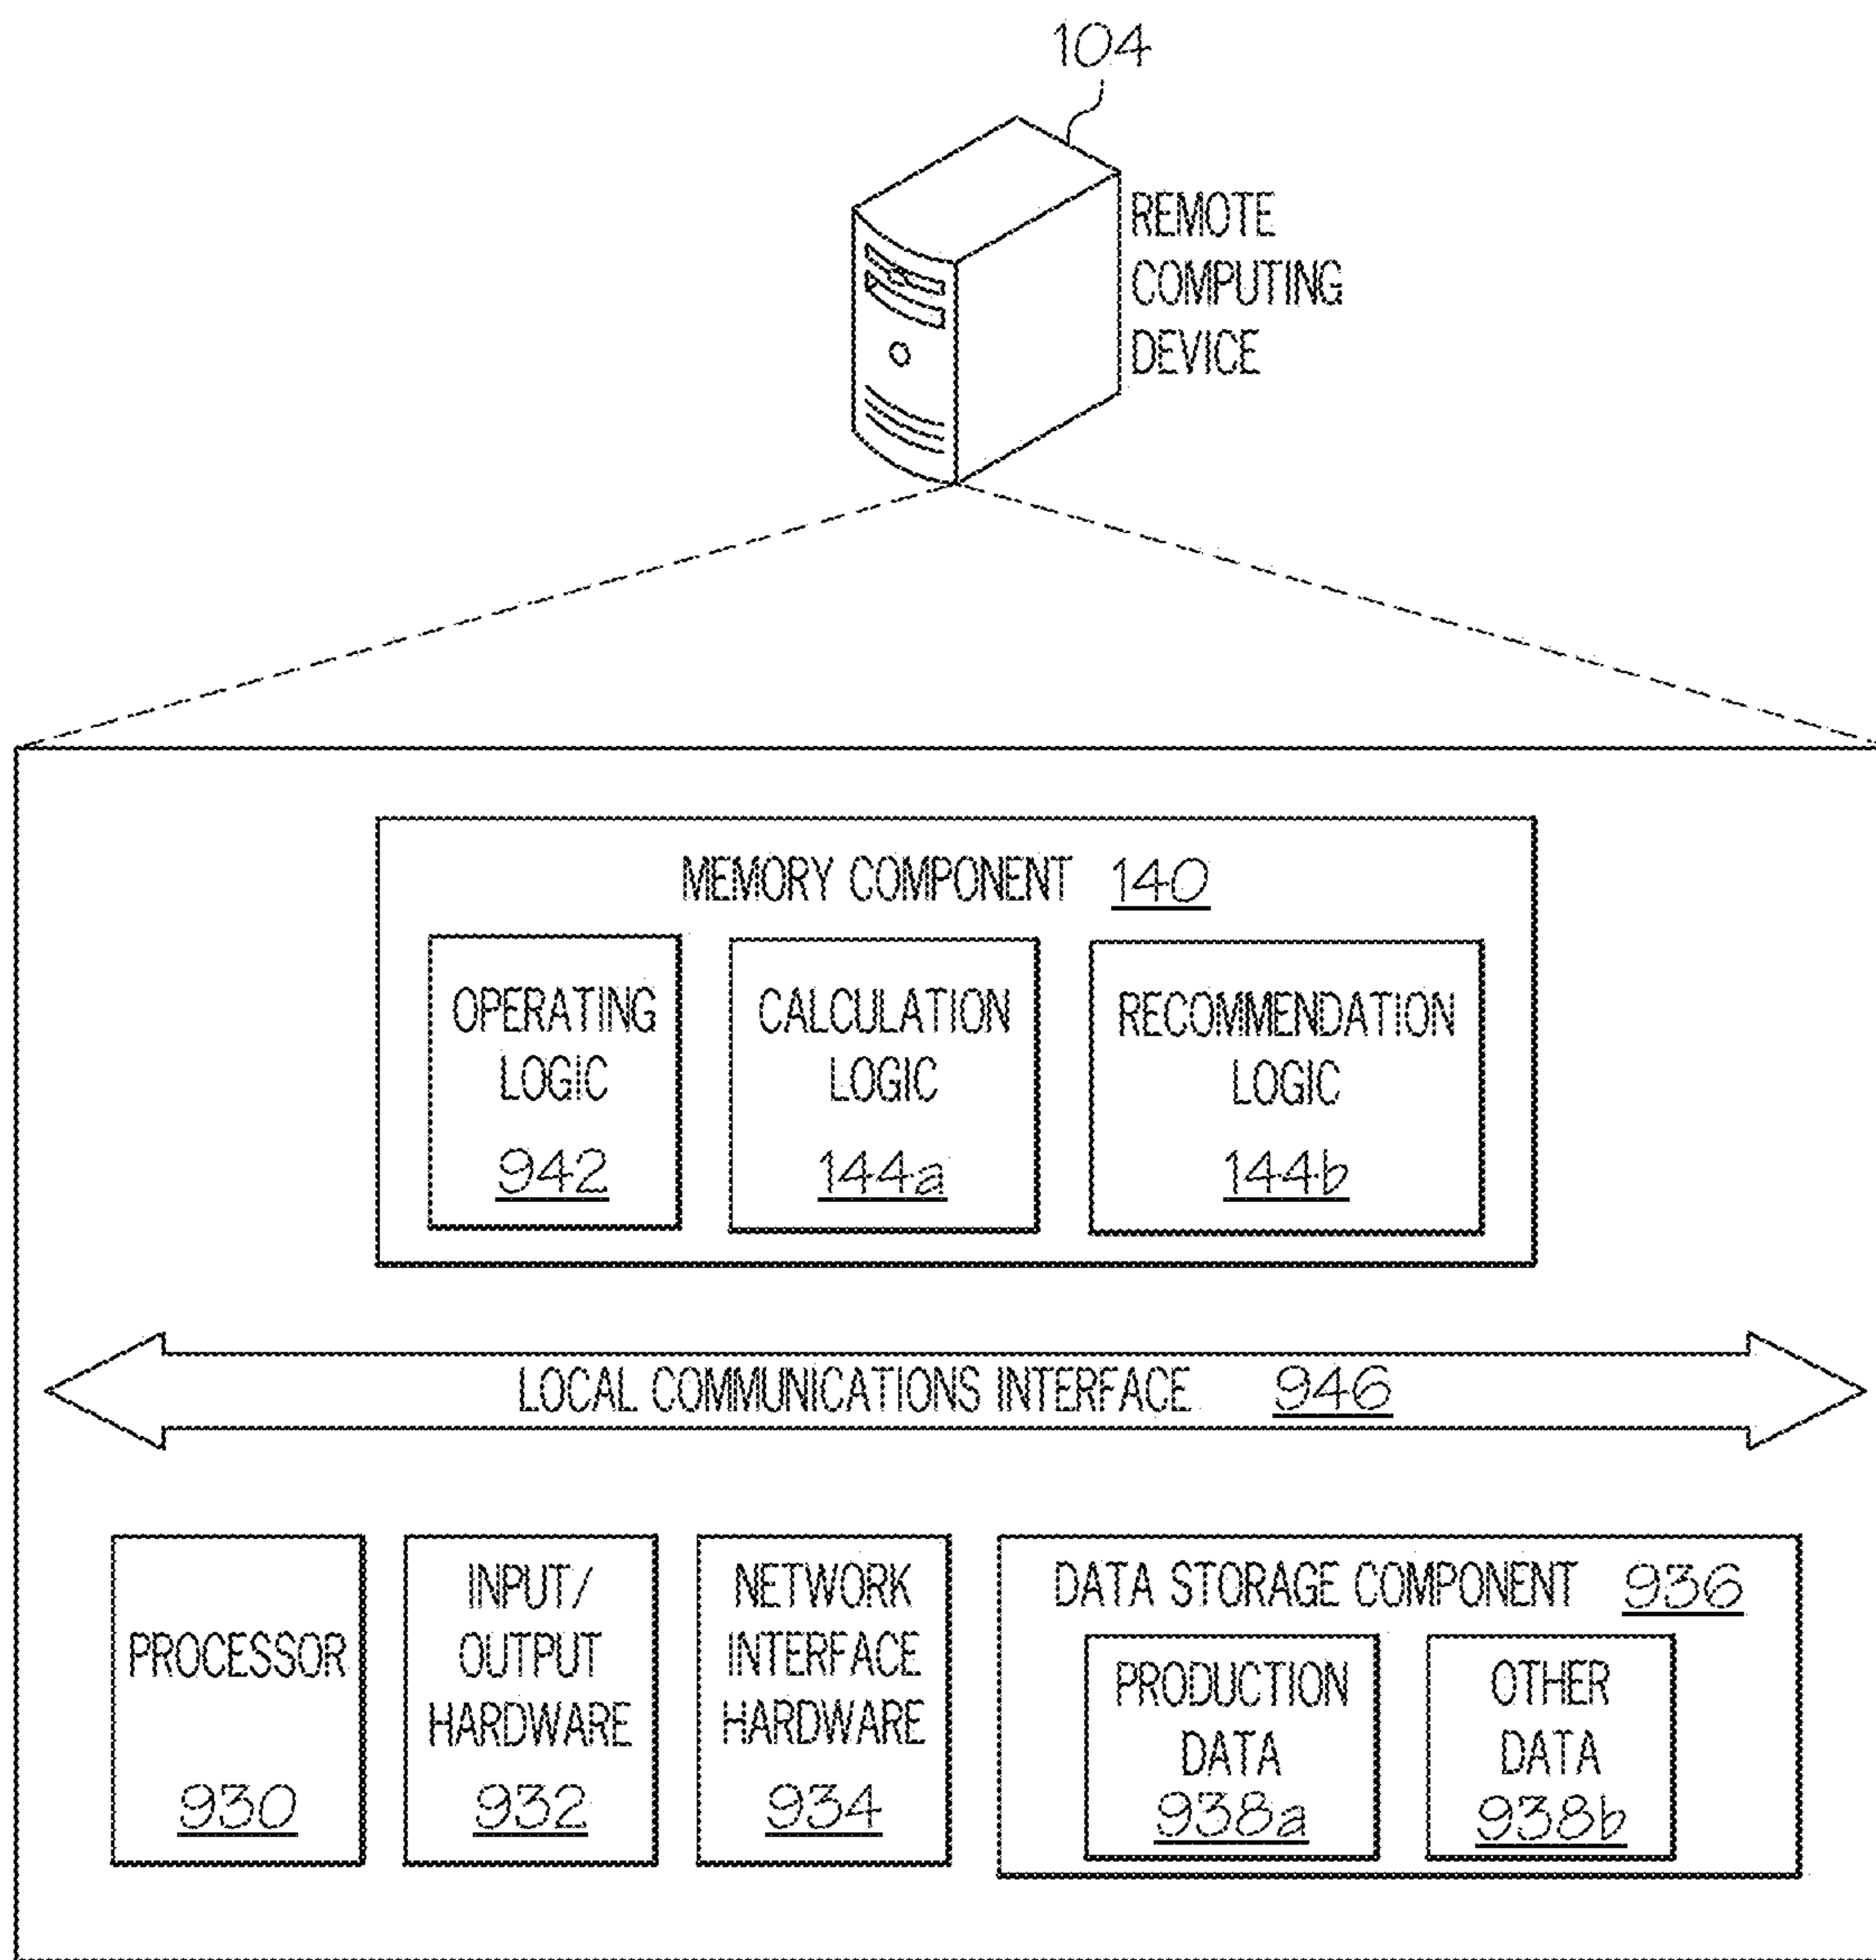 104
REMOTE
COMPUTING
DEVICE
MEMORY COMPONENT 140
OPERATING
LOGIC
942
CALCULATION
LOGIC
144a
RECOMMENDATION
LOGIC
144b
LOCAL COMMUNICATIONS INTERFACE 946
PROCESSOR
930
INPUT/
OUTPUT
HARDWARE
932
NETWORK
INTERFACE
HARDWARE
934
DATA STORAGE COMPONENT 936
PRODUCTION
DATA
938a
OTHER
DATA
938b